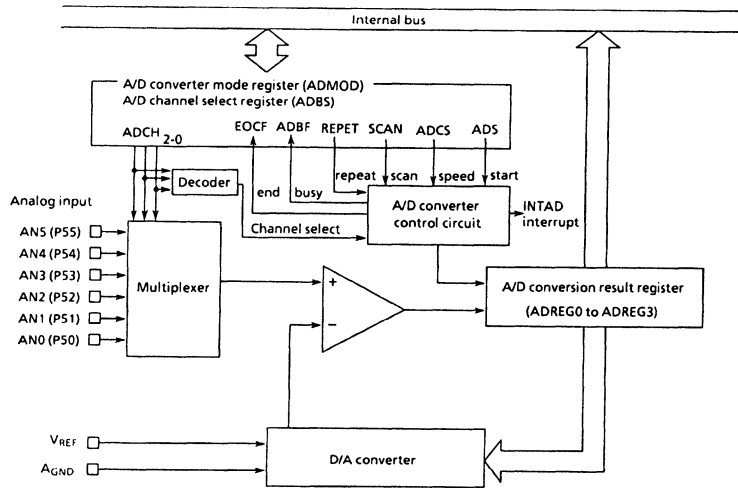 Internal bus
A/D converter mode register (ADMOD)
A/D channel select register (ADBS)
ADCH 2-0
EOCF ADBF REPET SCAN ADCS ADS
repeat scan speed start
Decoder
end busy
A/D converter
control circuit
INTAD
interrupt
Channel select
Analog input
AN5 (P55)
AN4 (P54)
AN3 (P53)
AN2 (P52)
AN1 (P51)
AN0 (P50)
Multiplexer
+
−
A/D conversion result register
(ADREG0 to ADREG3)
VREF
AGND
D/A converter